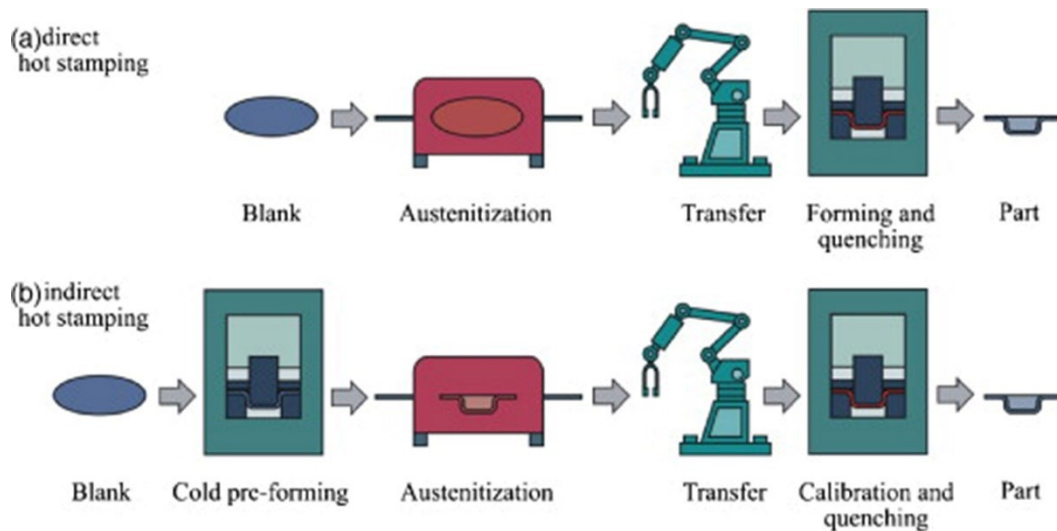 (a)direct
hot stamping
Blank
Austenitization
Transfer
Forming and
quenching
Part
(b)indirect
hot stamping
Blank
Cold pre-forming
Austenitization
Transfer
Calibration and
quenching
Part